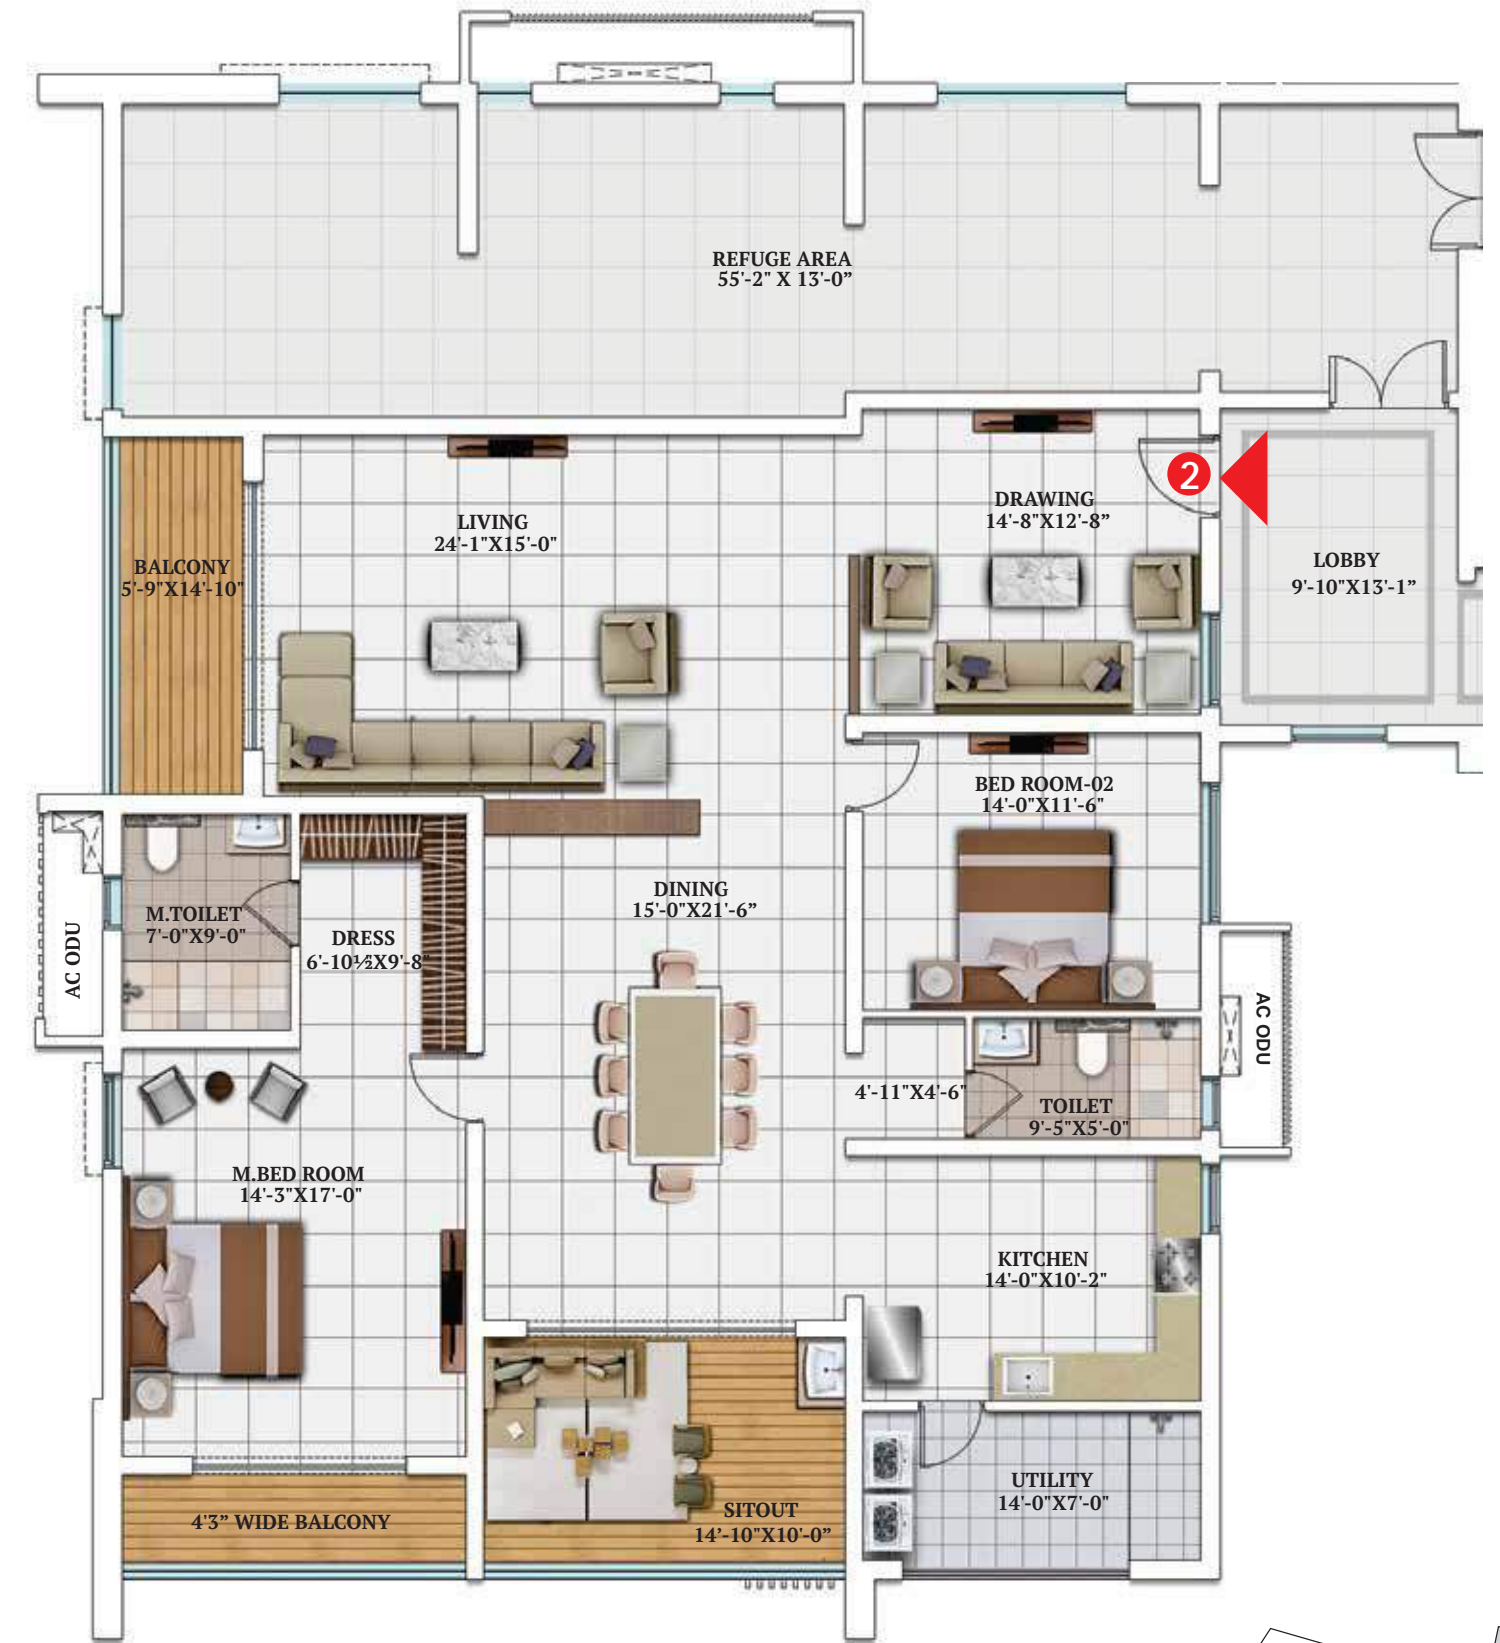 REFUGE AREA
55'-2" X 13'-0”
2
DRAWING
14'-8"X12'-8”
LIVING
24'-1"X15'-0"
BALCONY
5'-9"X14'-10"
LOBBY
9'-10"X13'-1”
BED ROOM-02
14'-0"X11'-6"
DINING
15'-0"X21'-6”
M.TOILET
7'-0"X9'-0"
DRESS
6'-10½X9'-8"
AC ODU
AC ODU
4'-11"X4'-6"
TOILET
9'-5"X5'-0"
M.BED ROOM
14'-3"X17'-0"
KITCHEN
14'-0"X10'-2"
UTILITY
14'-0"X7'-0"
SITOUT
14'-10"X10'-0”
4'3” WIDE BALCONY